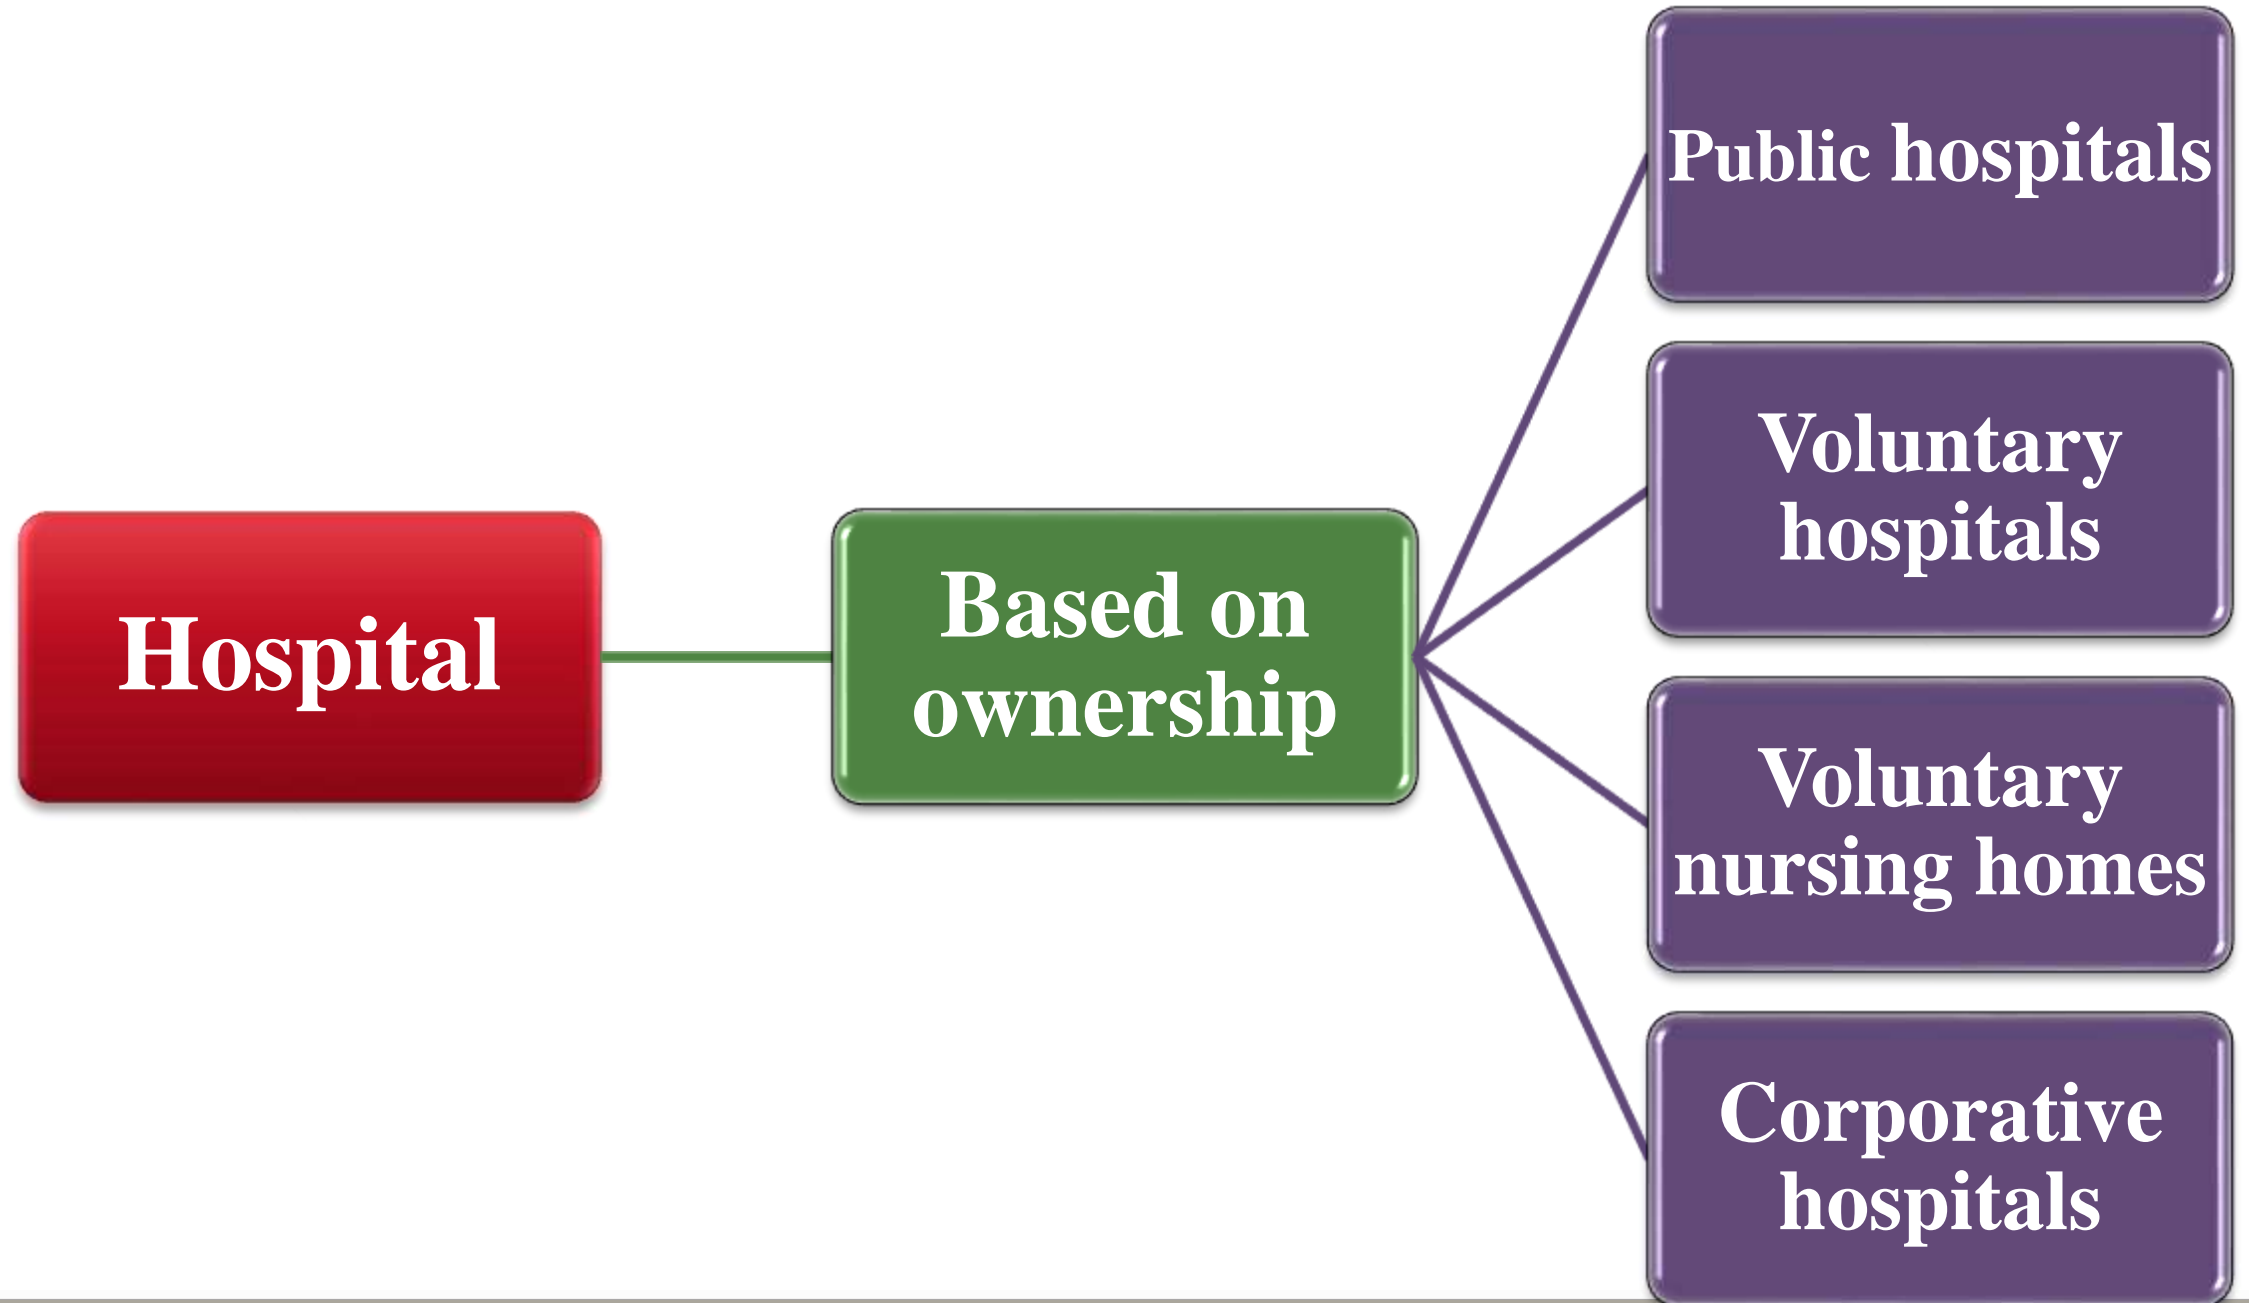 Hospital
Based on
ownership
Public hospitals
Voluntary
hospitals
Voluntary
nursing homes
Corporative
hospitals